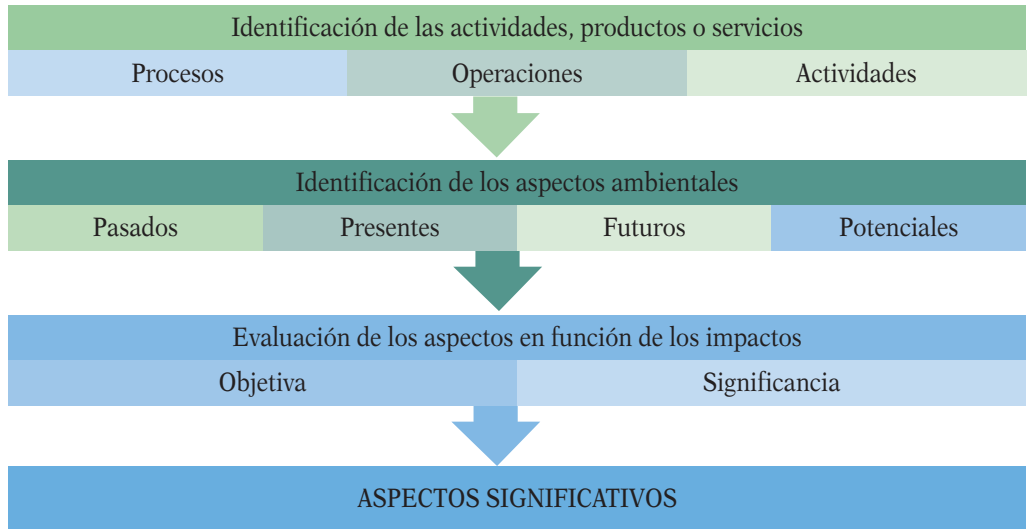 Identificación de las actividades, productos o servicios
Procesos Operaciones Actividades
Identificación de los aspectos ambientales
Pasados Presentes Futuros Potenciales
Evaluación de los aspectos en función de los impactos
Objetiva Significancia
ASPECTOS SIGNIFICATIVOS